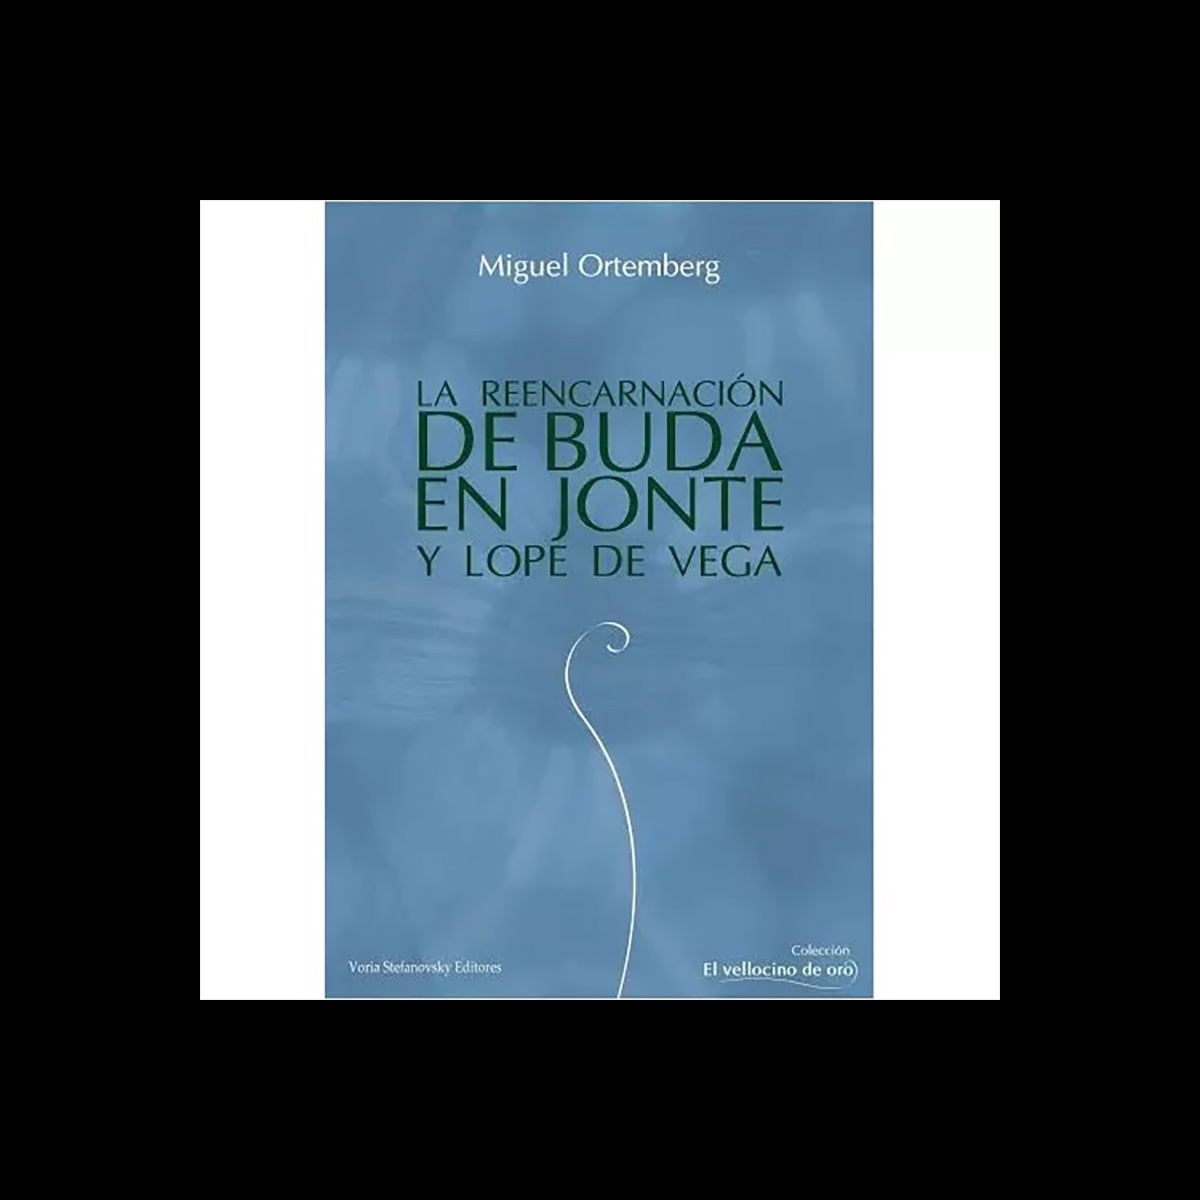 Miguel Ortemberg
LA REENCARNACIÓN
DE BUDA
EN JONTE
Y LOPE DE VEGA
Voria Stefanovsky Editores
Colección
El vellocino de oro